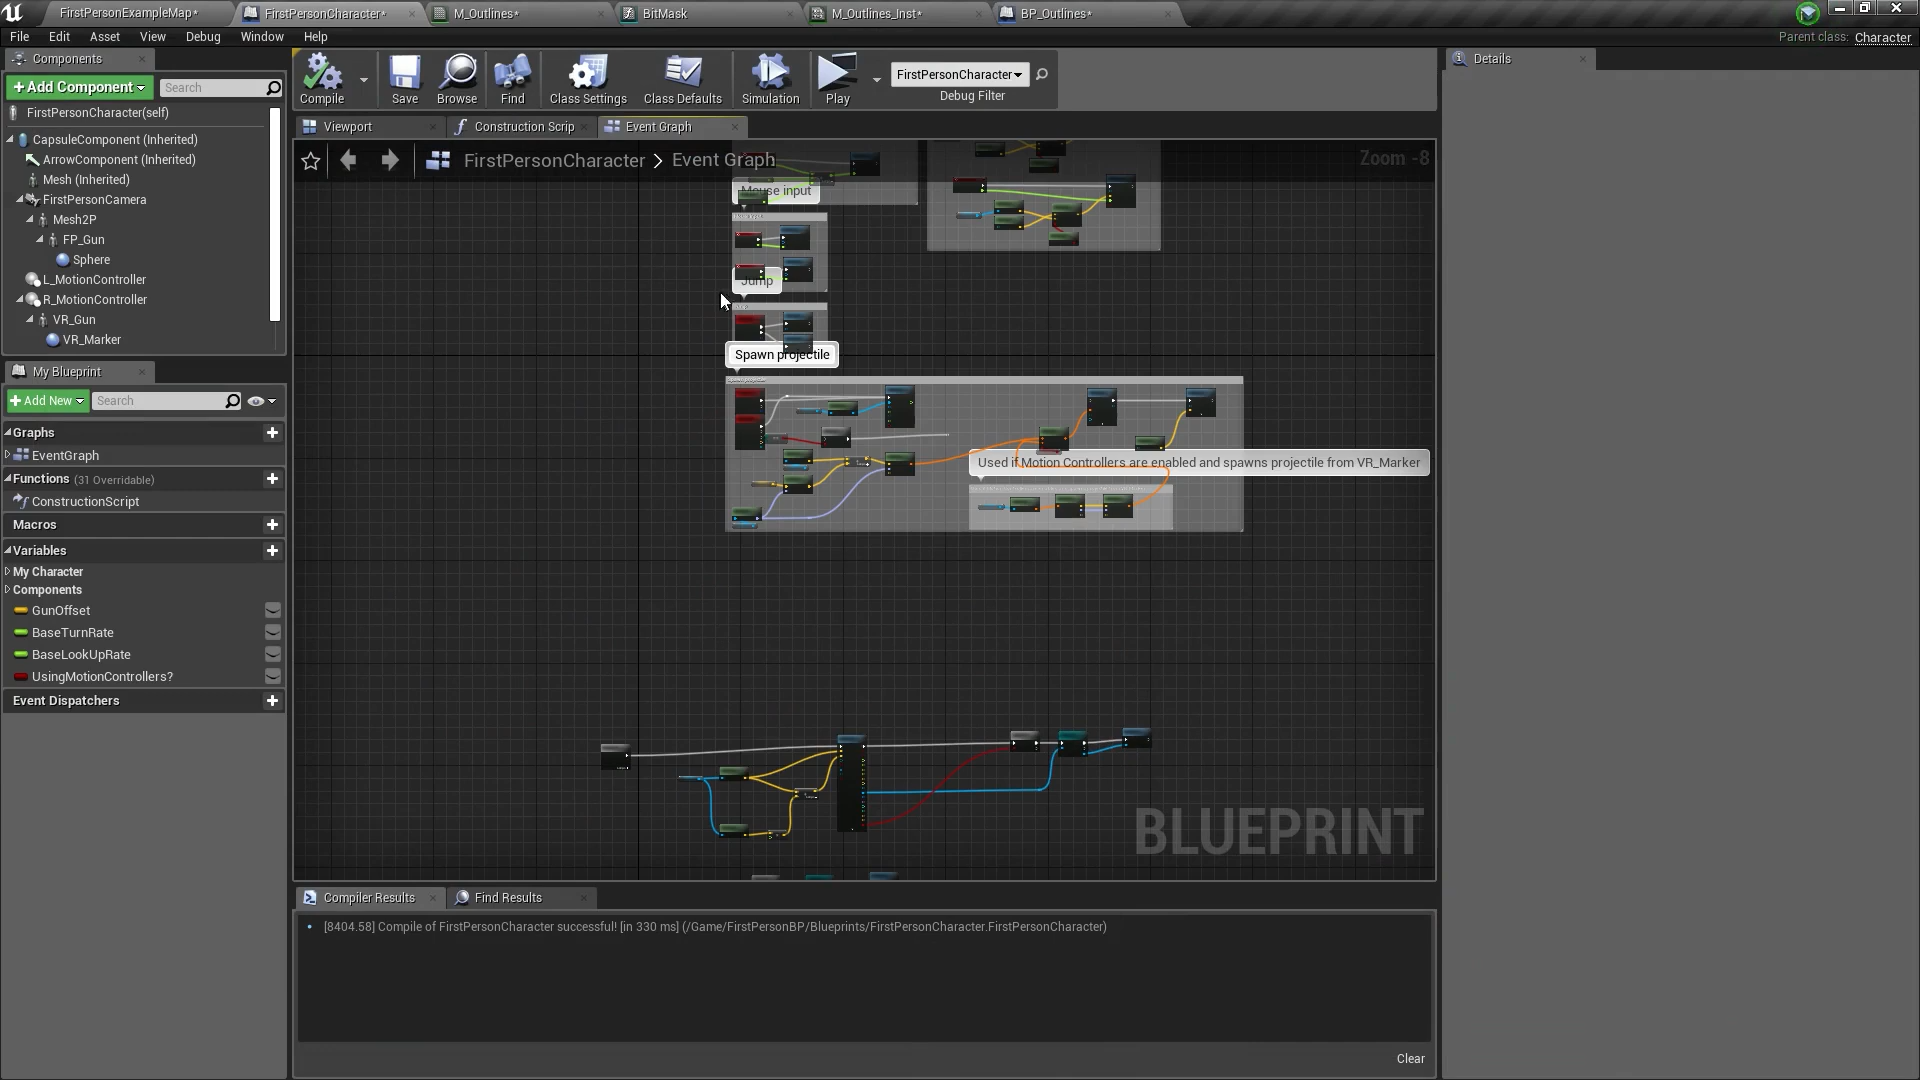 FirstPersonExampleMap*
FirstPersonCharacter*
M_Outlines*
BitMask
M_Outlines_Inst*
BP_Outlines*
File
Edit
Asset
View
Debug
Window
Help
Parent class:
Character
Components
+Add Component
Search
FirstPersonCharacter(self)
CapsuleComponent (Inherited)
ArrowComponent (Inherited)
Mesh (Inherited)
FirstPersonCamera
Mesh2P
FP_Gun
Sphere
L_MotionController
R_MotionController
VR_Gun
VR_Marker
My Blueprint
+Add New
Search
Graphs
EventGraph
Functions (31 Overridable)
ConstructionScript
Macros
Variables
My Character
Components
GunOffset
BaseTurnRate
BaseLookUpRate
UsingMotionControllers?
Event Dispatchers
Compile
Save
Browse
Find
Class Settings
Class Defaults
Simulation
Play
FirstPersonCharacter
Debug Filter
Viewport
Construction Scrip
Event Graph
FirstPersonCharacter > Event Graph
Zoom -8
Mouse input
Jump
Spawn projectile
Used if Motion Controllers are enabled and spawns projectile from VR_Marker
BLUEPRINT
Compiler Results
Find Results
[8404.58] Compile of FirstPersonCharacter successful! [in 330 ms] (/Game/FirstPersonBP/Blueprints/FirstPersonCharacter.FirstPersonCharacter)
Clear
Details